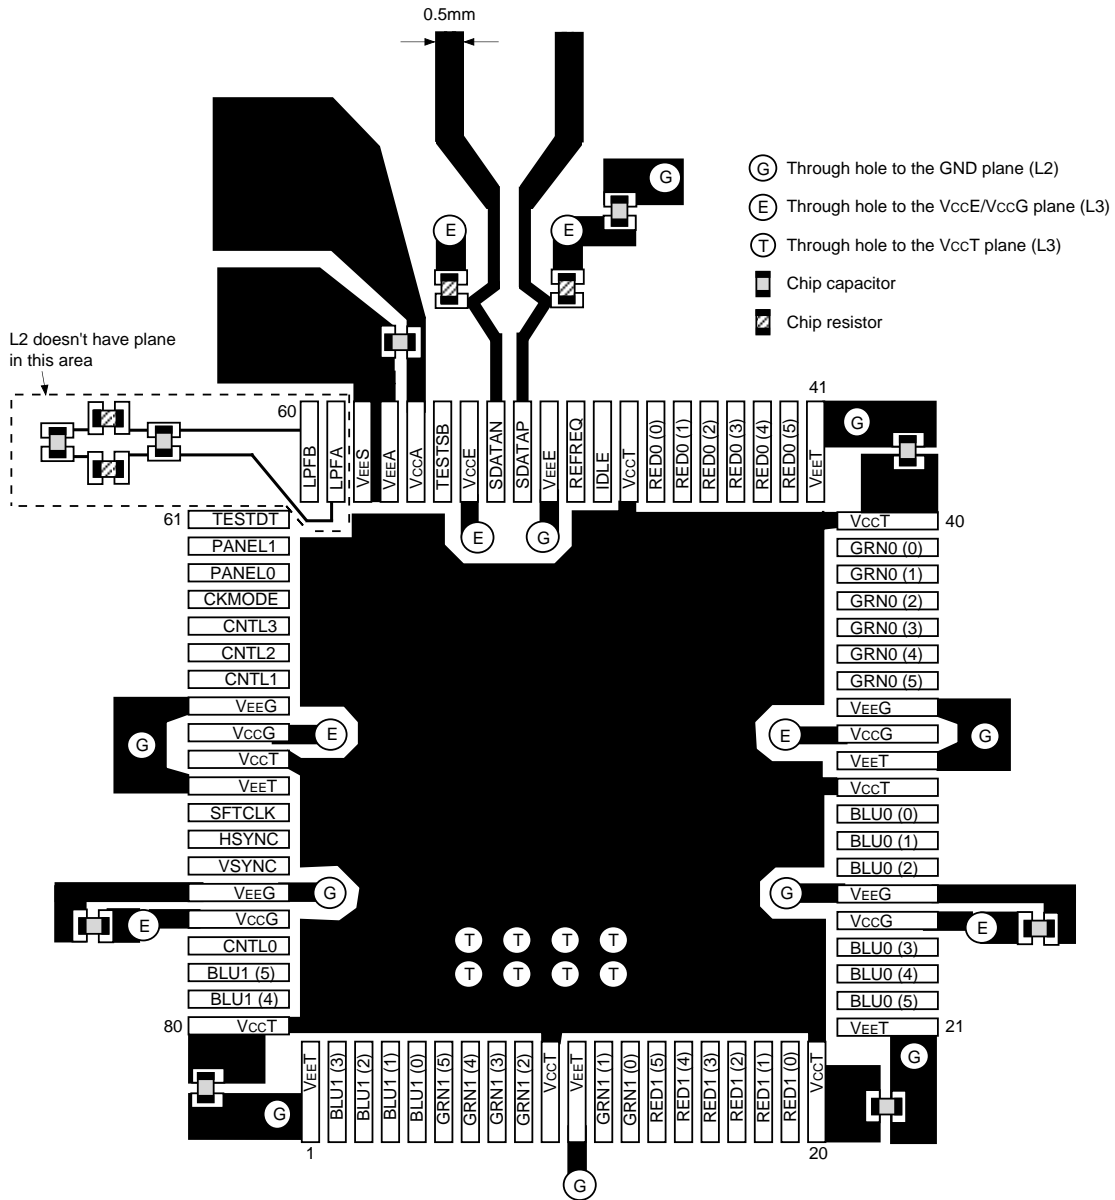 0.5mm
G
G Through hole to the GND plane (L2)
E Through hole to the VCCE/VCCG plane (L3)
T Through hole to the VCCT plane (L3)
Chip capacitor
Chip resistor
E
E
L2 doesn't have plane
in this area
60
41
LPFB
LPFA
VEES
VEEA
VCCA
TESTSB
VCCE
SDATAN
SDATAP
VEEE
REFREQ
IDLE
VCCT
RED0 (0)
RED0 (1)
RED0 (2)
RED0 (3)
RED0 (4)
RED0 (5)
VEET
G
E
G
61
TESTDT
PANEL1
PANEL0
CKMODE
CNTL3
CNTL2
CNTL1
VEEG
VCCG
VCCT
VEET
SFTCLK
HSYNC
VSYNC
VEEG
VCCG
CNTL0
BLU1 (5)
BLU1 (4)
80
VCCT
G
E
G
E
VCCT
40
GRN0 (0)
GRN0 (1)
GRN0 (2)
GRN0 (3)
GRN0 (4)
GRN0 (5)
VEEG
VCCG
VEET
VCCT
BLU0 (0)
BLU0 (1)
BLU0 (2)
VEEG
VCCG
BLU0 (3)
BLU0 (4)
BLU0 (5)
VEET
21
E
G
G
E
T T T T
T T T T
G
G
VEET
BLU1 (3)
BLU1 (2)
BLU1 (1)
BLU1 (0)
GRN1 (5)
GRN1 (4)
GRN1 (3)
GRN1 (2)
VCCT
VEET
GRN1 (1)
GRN1 (0)
RED1 (5)
RED1 (4)
RED1 (3)
RED1 (2)
RED1 (1)
RED1 (0)
VCCT
1
20
G